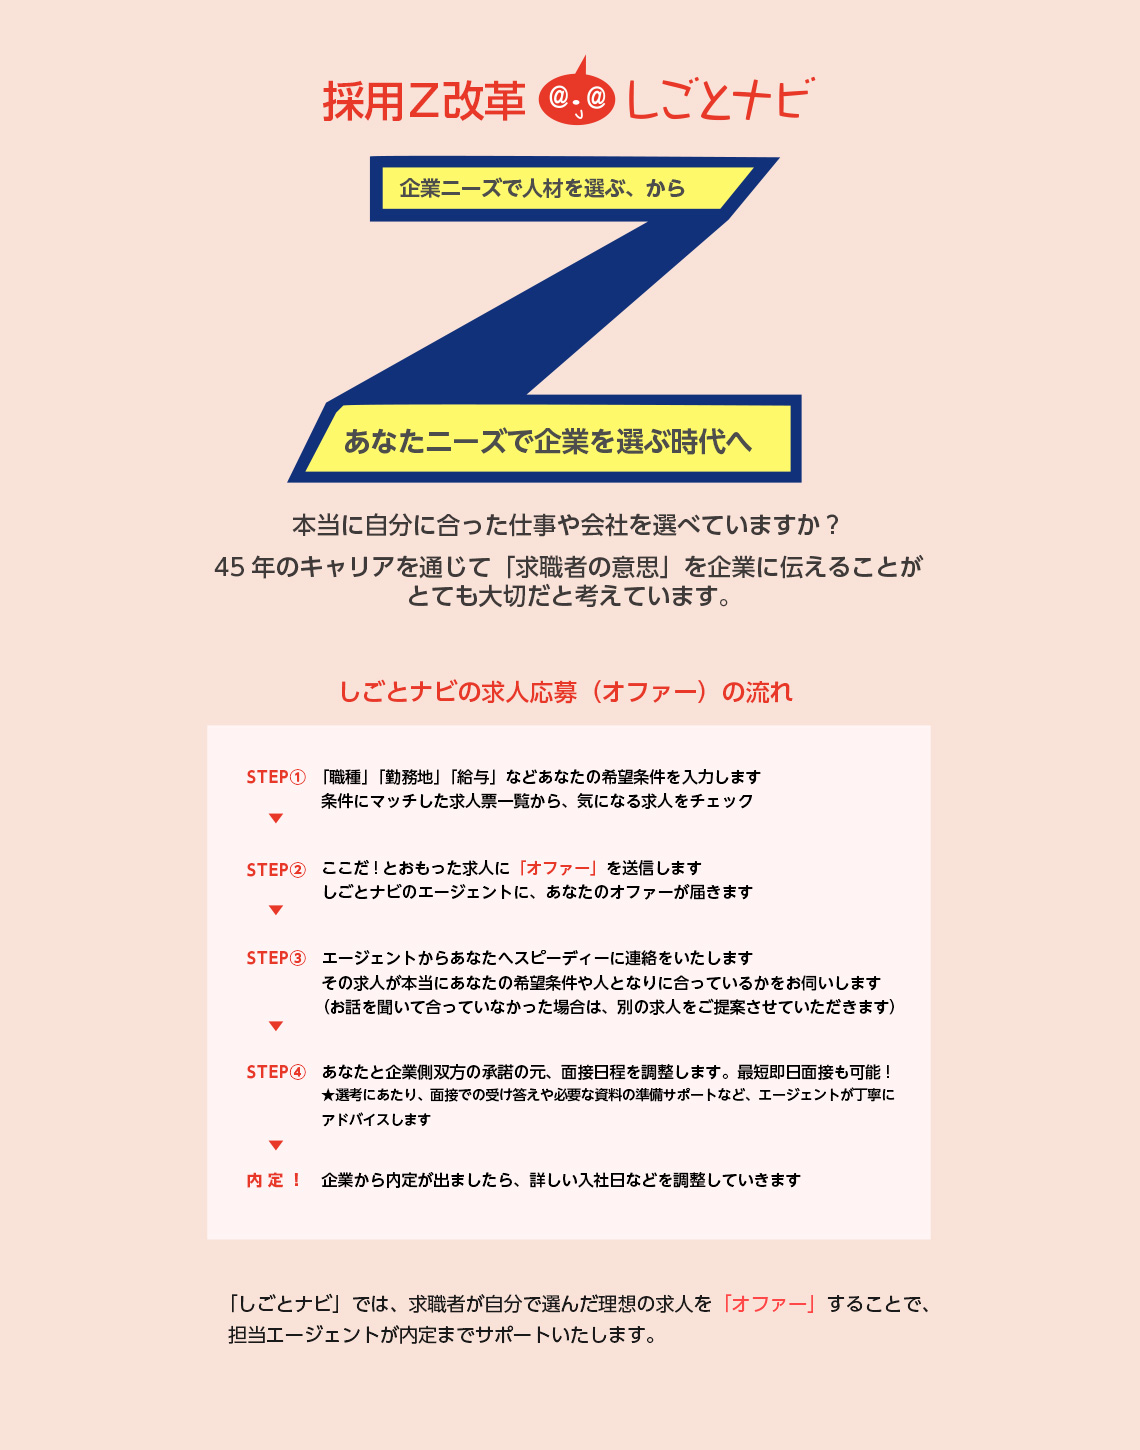 採用Z改革 @ @ しごとナビ
企業ニーズで人材を選ぶ、から
あなたニーズで企業を選ぶ時代へ
本当に自分に合った仕事や会社を選べていますか？
45年のキャリアを通じて「求職者の意思」を企業に伝えることが
とても大切だと考えています。
しごとナビの求人応募（オファー）の流れ
STEP① 「職種」「勤務地」「給与」などあなたの希望条件を入力します
条件にマッチした求人票一覧から、気になる求人をチェック
STEP② ここだ！とおもった求人に「オファー」を送信します
しごとナビのエージェントに、あなたのオファーが届きます
STEP③ エージェントからあなたへスピーディーに連絡をいたします
その求人が本当にあなたの希望条件や人となりに合っているかをお伺いします
（お話を聞いて合っていなかった場合は、別の求人をご提案させていただきます）
STEP④ あなたと企業側双方の承諾の元、面接日程を調整します。最短即日面接も可能！
★選考にあたり、面接での受け答えや必要な資料の準備サポートなど、エージェントが丁寧に
アドバイスします
内定！ 企業から内定が出ましたら、詳しい入社日などを調整していきます
「しごとナビ」では、求職者が自分で選んだ理想の求人を「オファー」することで、
担当エージェントが内定までサポートいたします。